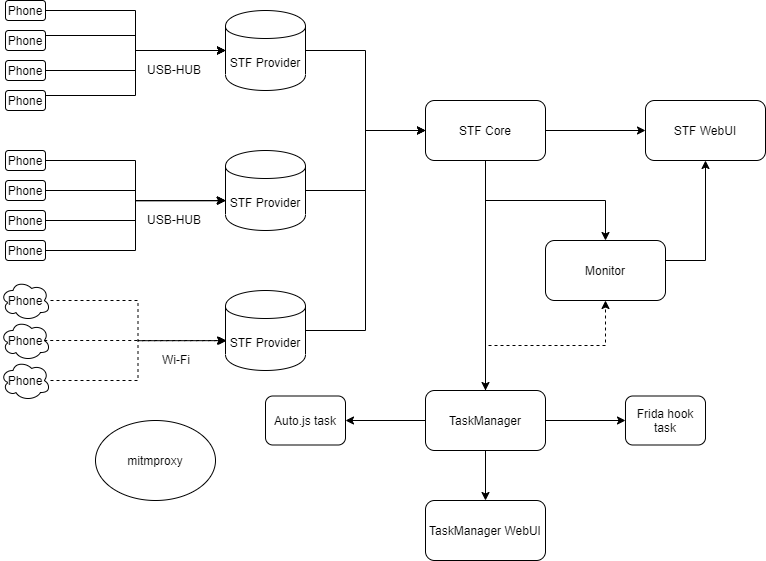 Phone
Phone
Phone
Phone
USB-HUB
STF Provider
Phone
Phone
Phone
Phone
USB-HUB
STF Provider
Phone
Phone
Phone
Wi-Fi
STF Provider
STF Core
STF WebUI
Monitor
mitmproxy
Auto.js task
TaskManager
Frida hook
task
TaskManager WebUI